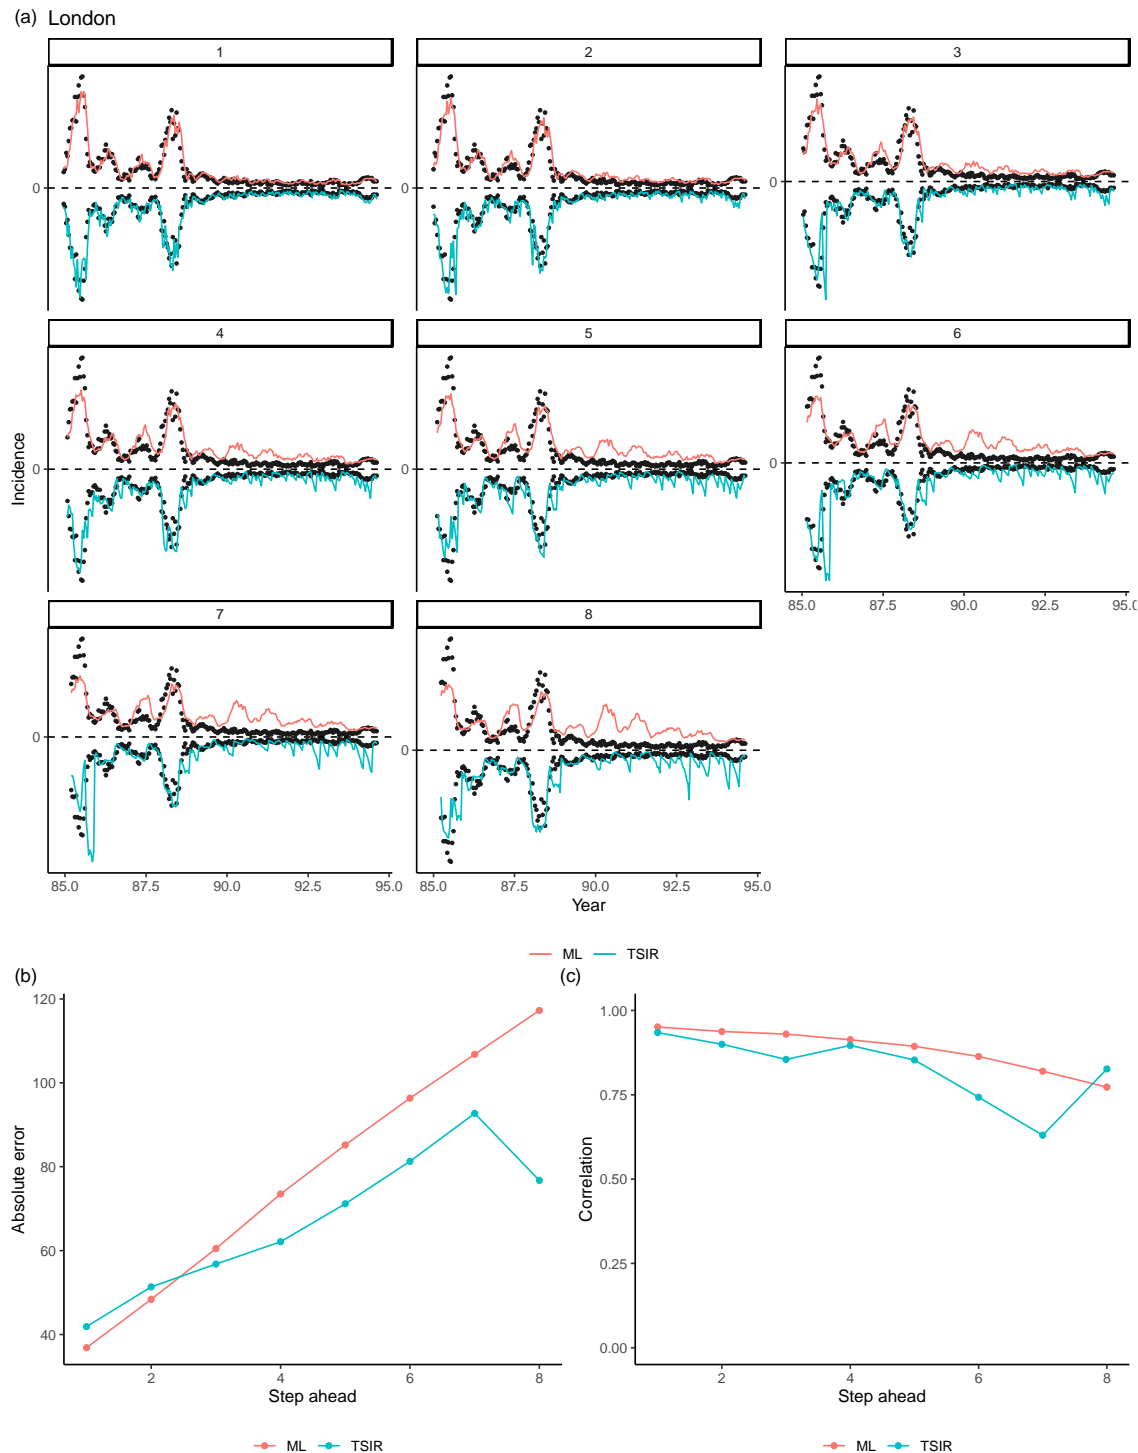 (a) London
1 2 3
0 0 0
4 5 6
0 0 0
Incidence
85.0 87.5 90.0 92.5 95.0
7 8
0 0
85.0 87.5 90.0 92.5 95.0
85.0 87.5 90.0 92.5 95.0
Year
ML TSIR
(b)
120
100
80
60
40
Absolute error
2 4 6 8
Step ahead
ML TSIR
(c)
1.00
0.75
0.50
0.25
0.00
Correlation
2 4 6 8
Step ahead
ML TSIR